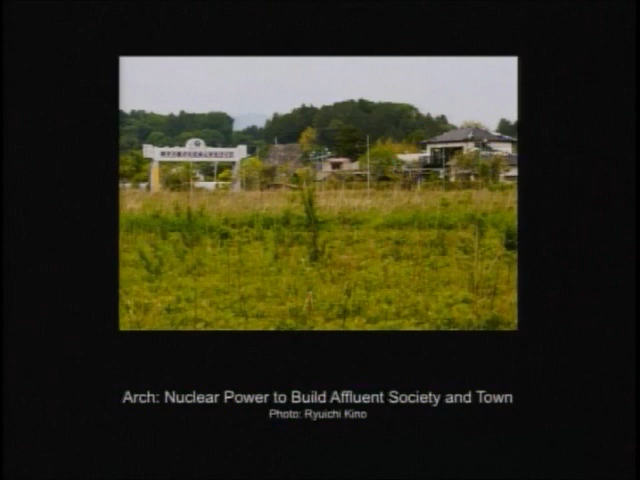 Arch: Nuclear Power to Build Affluent Society and Town
Photo: Ryuichi Kino